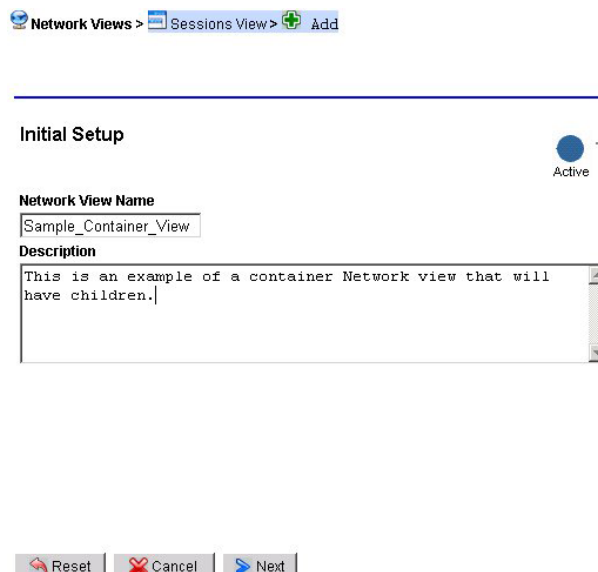 Network Views > Sessions View > Add
Initial Setup
Active
Network View Name
Sample_Container_View
Description
This is an example of a container Network view that will
have children.
Reset Cancel Next